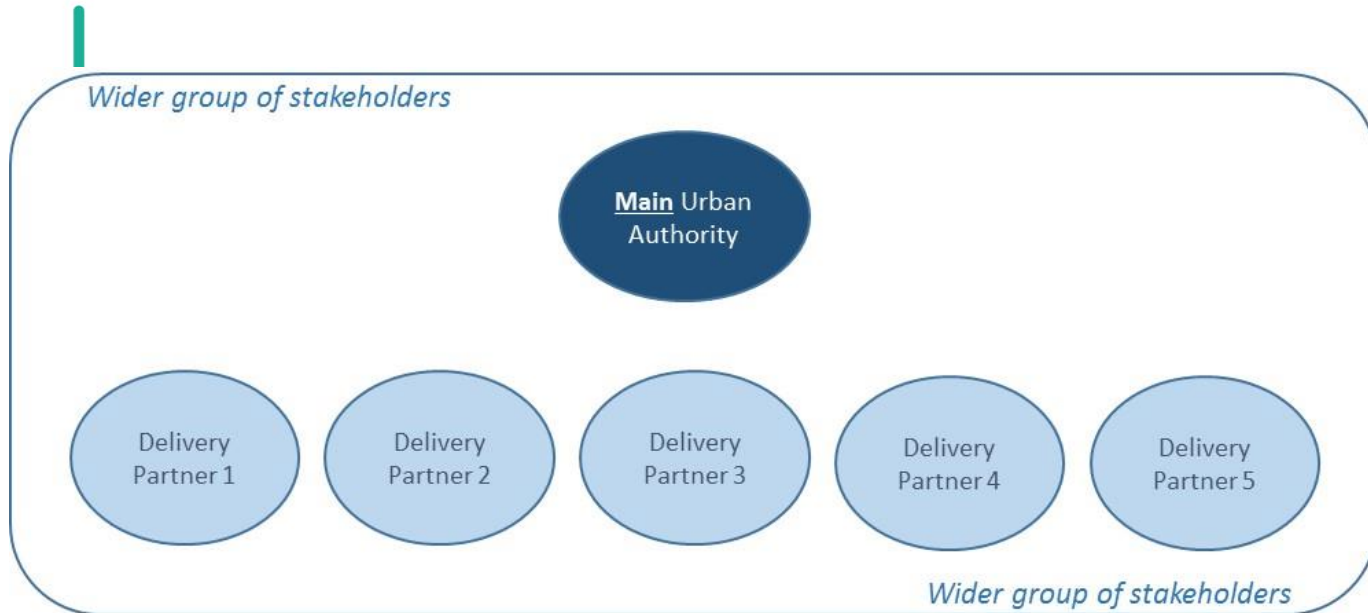 Wider group of stakeholders
Main Urban
Authority
Delivery
Partner 1
Delivery
Partner 2
Delivery
Partner 3
Delivery
Partner 4
Delivery
Partner 5
Wider group of stakeholders